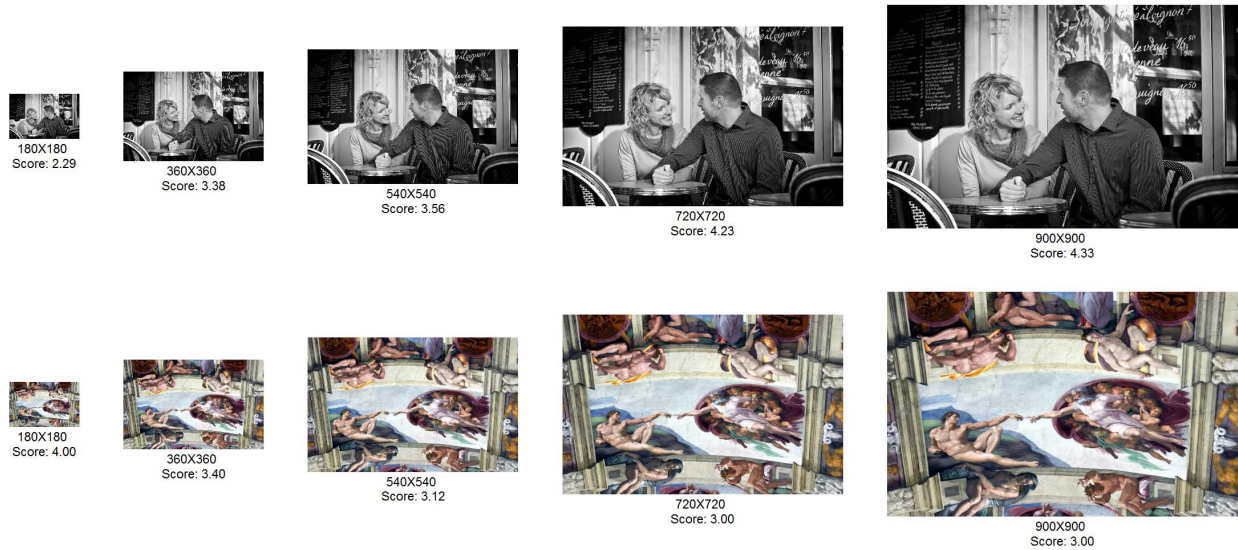 180X180
Score: 2.29
360X360
Score: 3.38
540X540
Score: 3.56
720X720
Score: 4.23
900X900
Score: 4.33
180X180
Score: 4.00
360X360
Score: 3.40
540X540
Score: 3.12
720X720
Score: 3.00
900X900
Score: 3.00